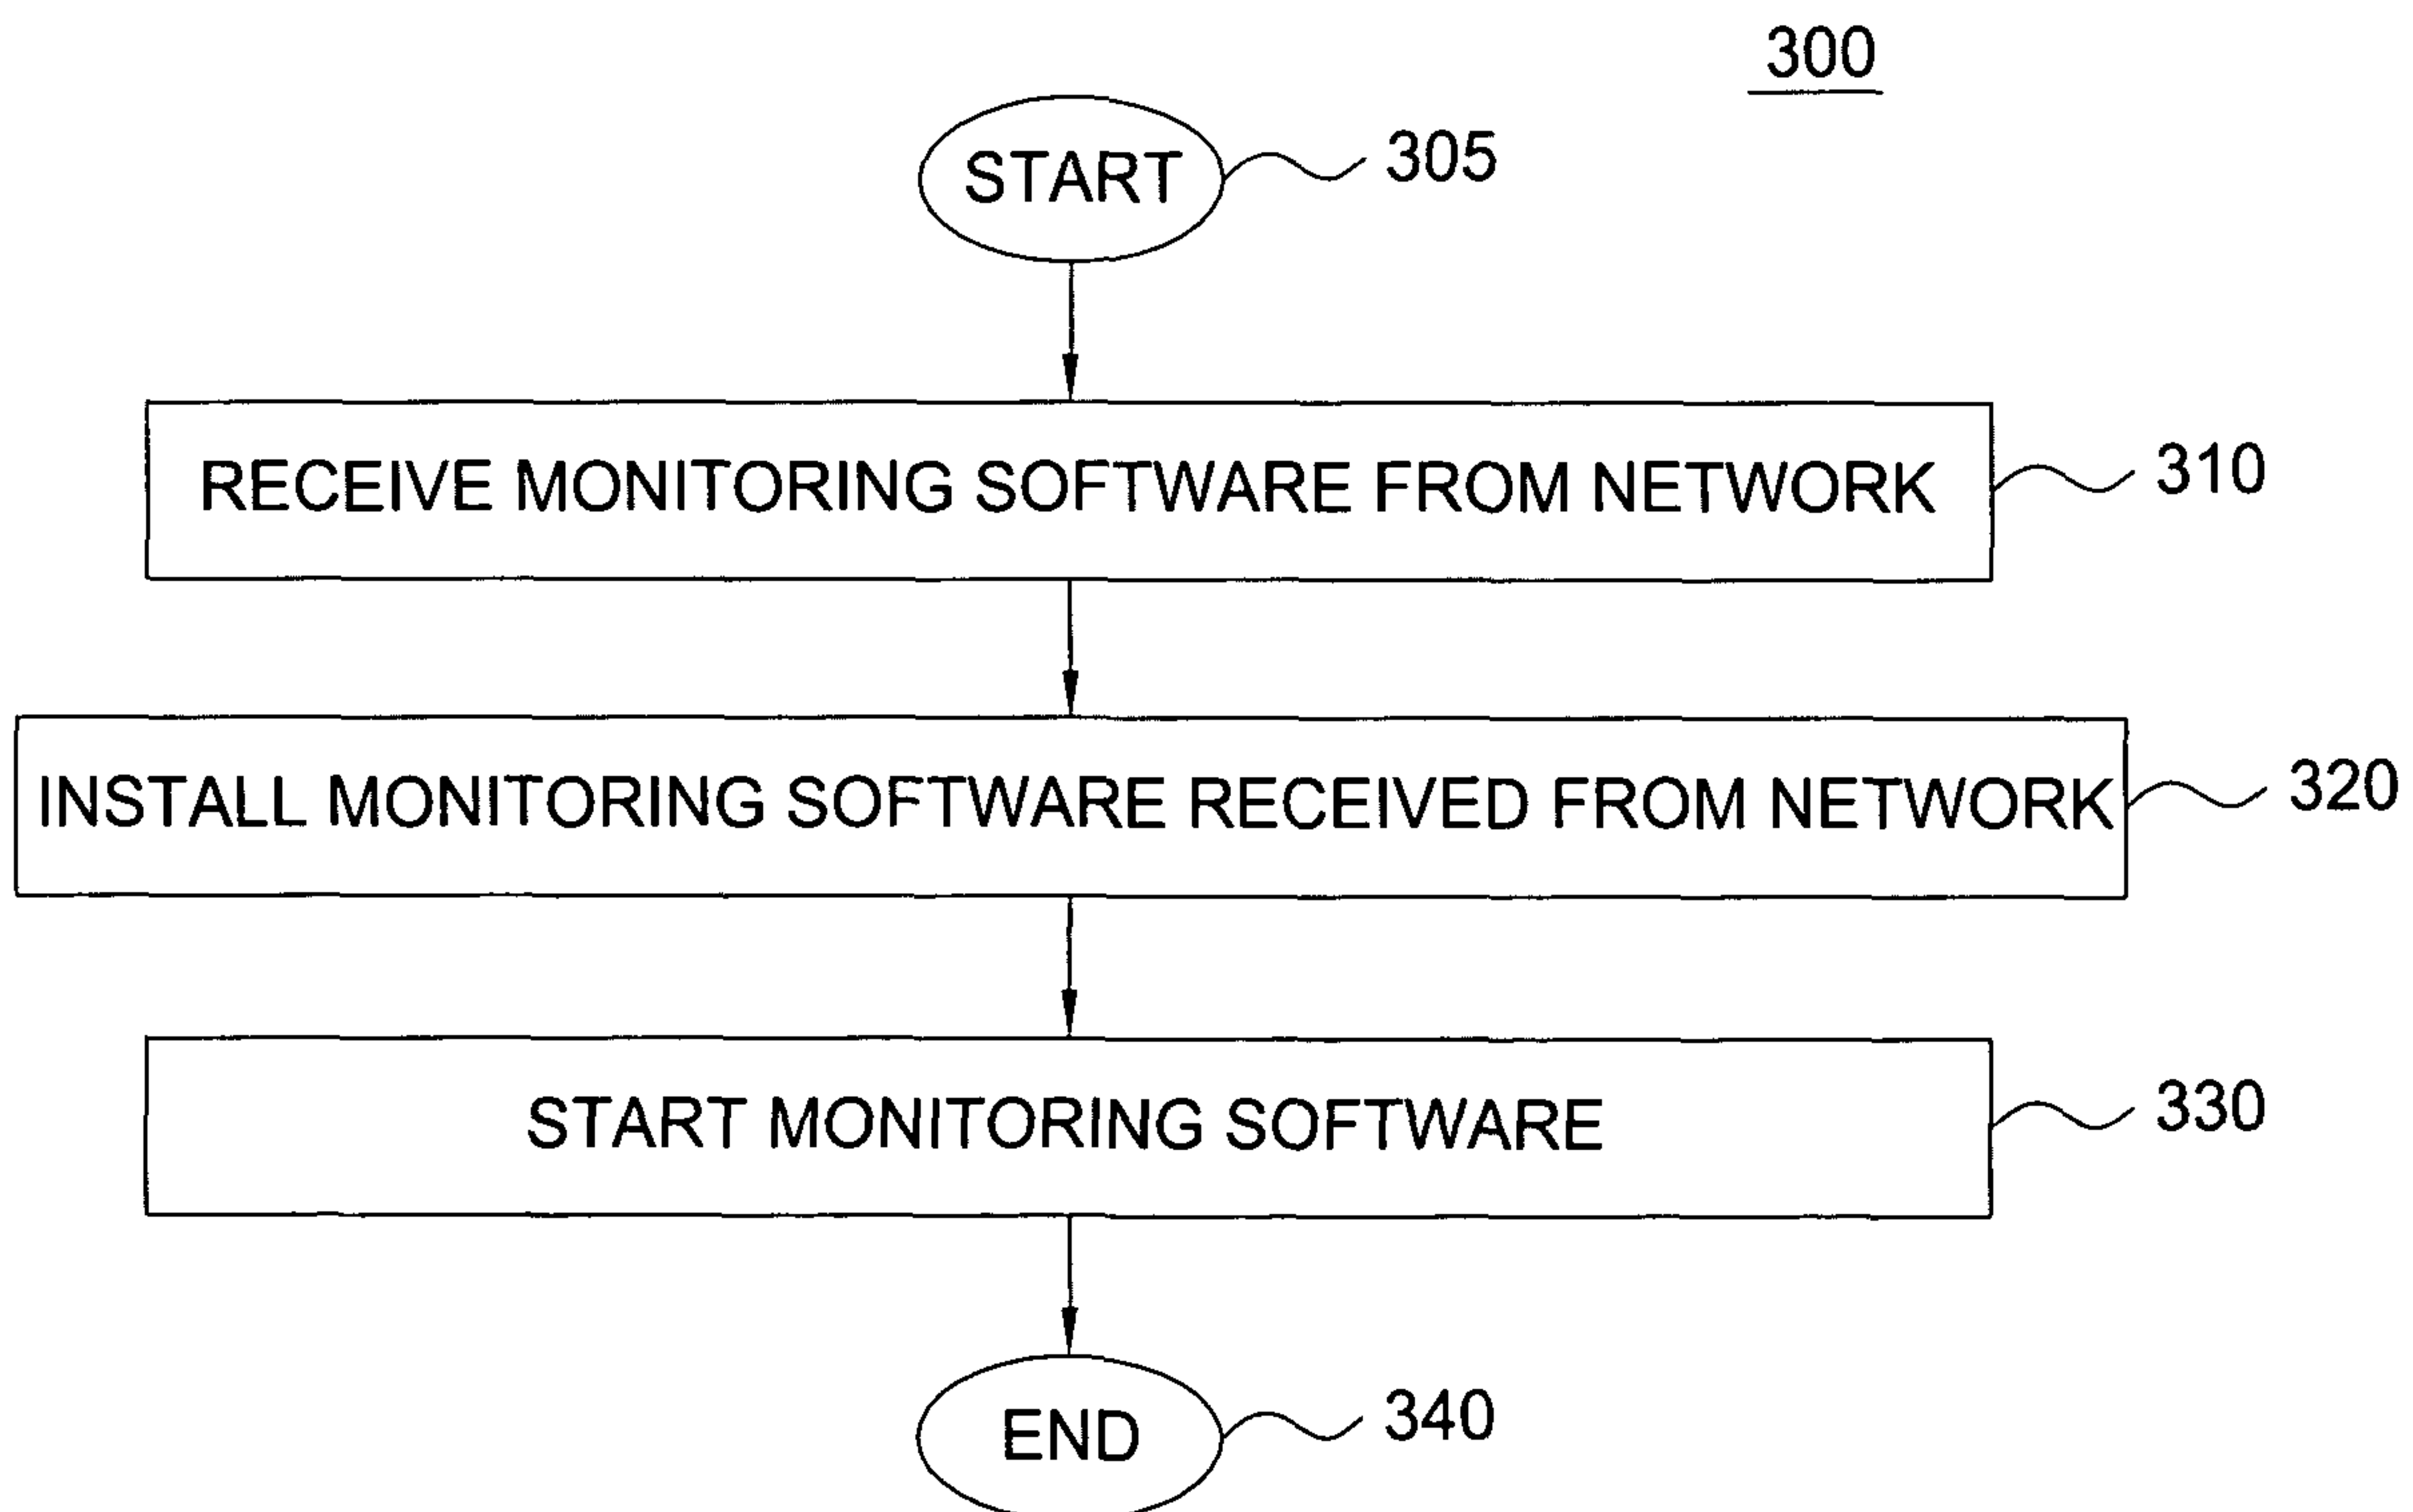 300
START 305
RECEIVE MONITORING SOFTWARE FROM NETWORK 310
INSTALL MONITORING SOFTWARE RECEIVED FROM NETWORK 320
START MONITORING SOFTWARE 330
END 340